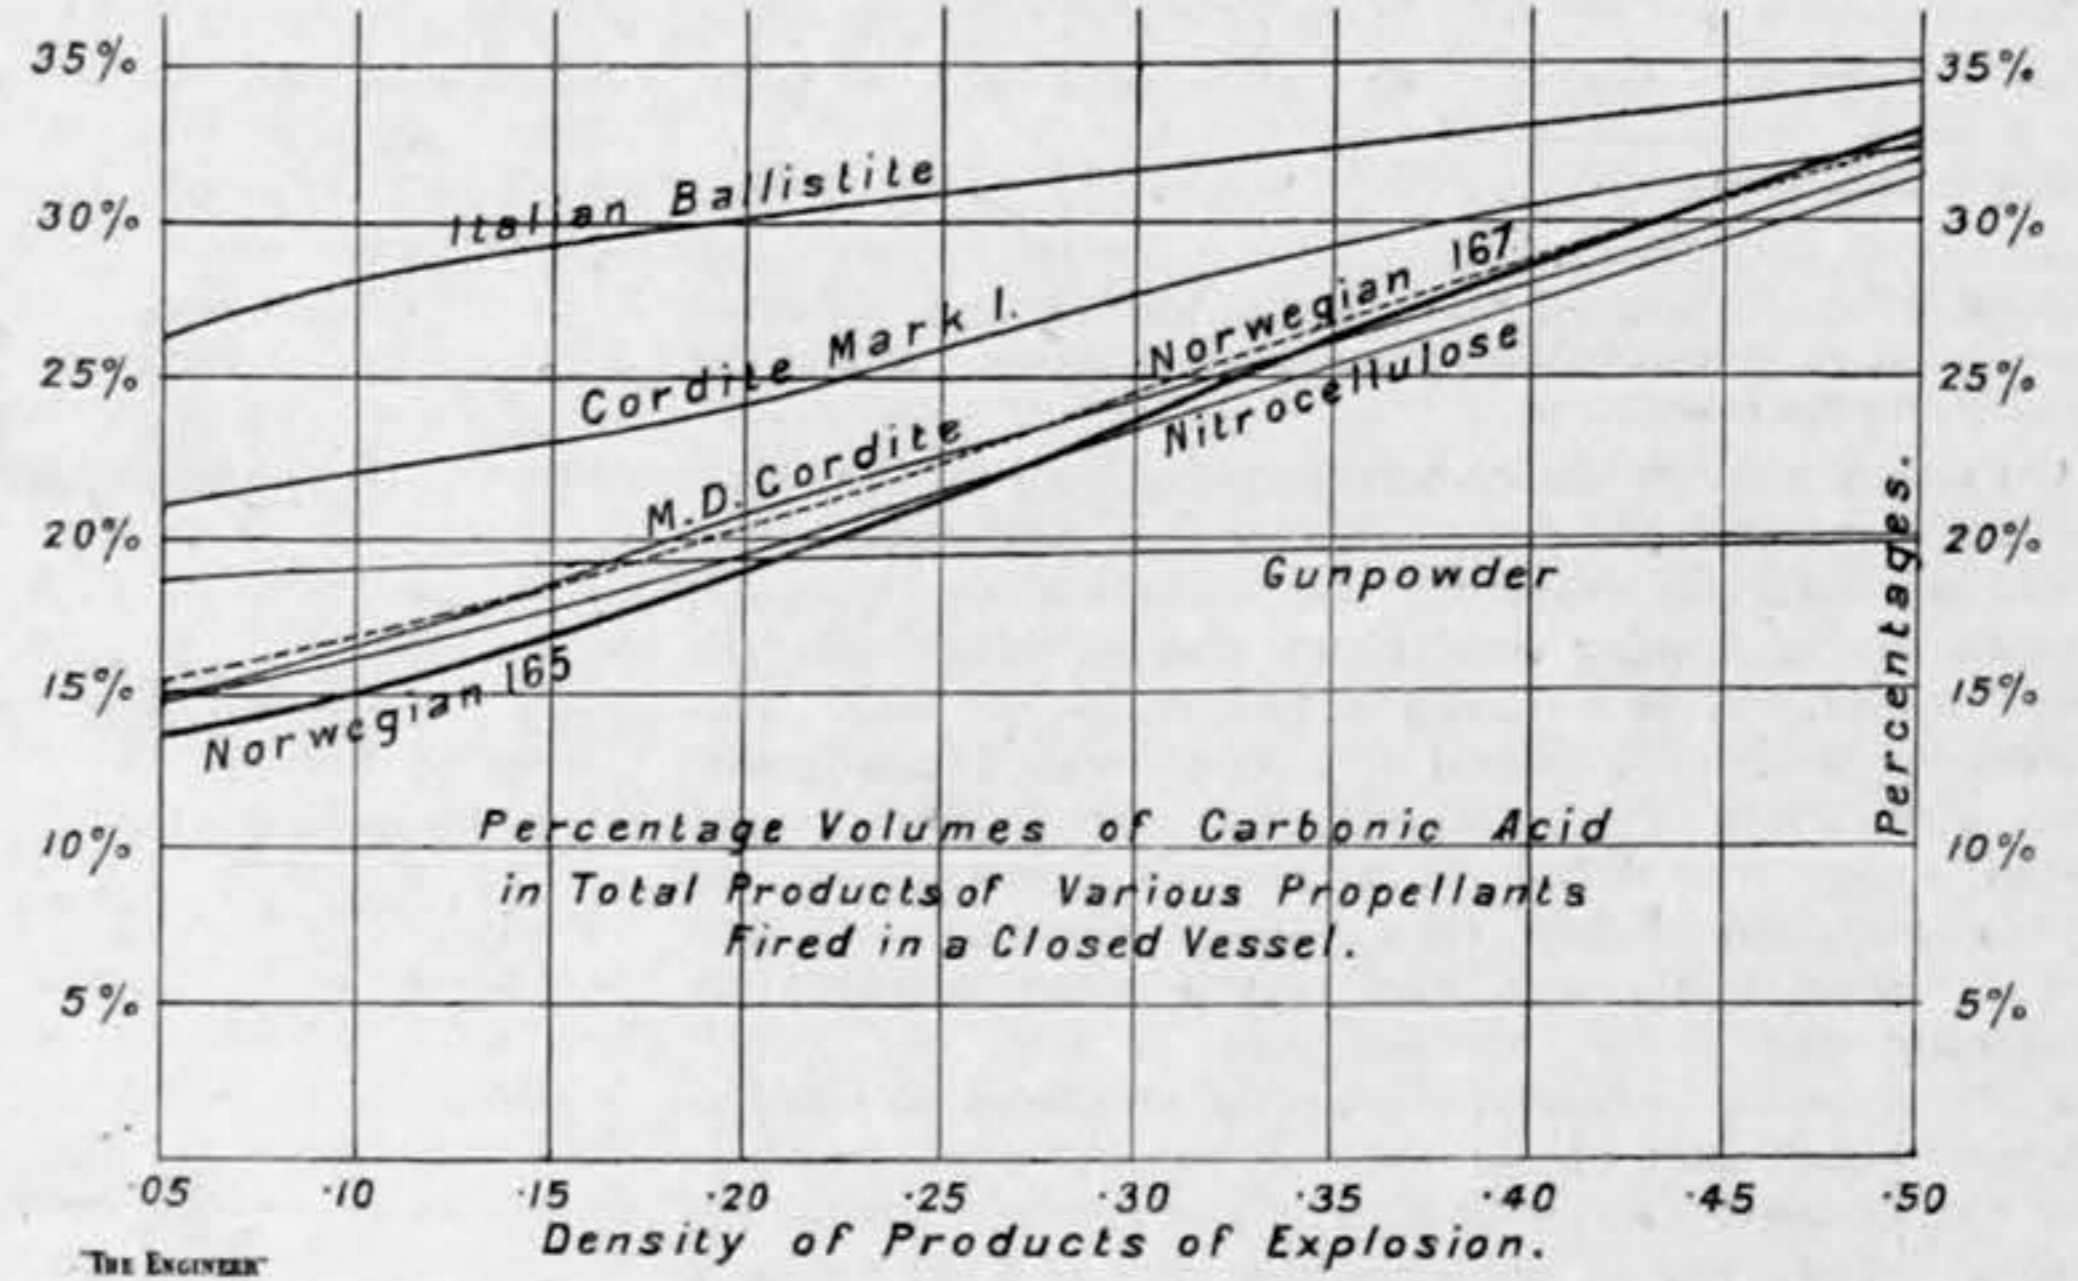 35% 35%
Italian Ballistite
30% 30%
Norwegian 167
Cordite Mark I.
25% 25%
Nitrocellulose
M.D. Cordite
20% 20%
Gunpowder
Percentages.
15% 15%
Norwegian 165
Percentage Volumes of Carbonic Acid
10% 10%
in Total Products of Various Propellants
Fired in a Closed Vessel.
5% 5%
·05 ·10 ·15 ·20 ·25 ·30 ·35 ·40 ·45 ·50
Density of Products of Explosion.
"THE ENGINEER"